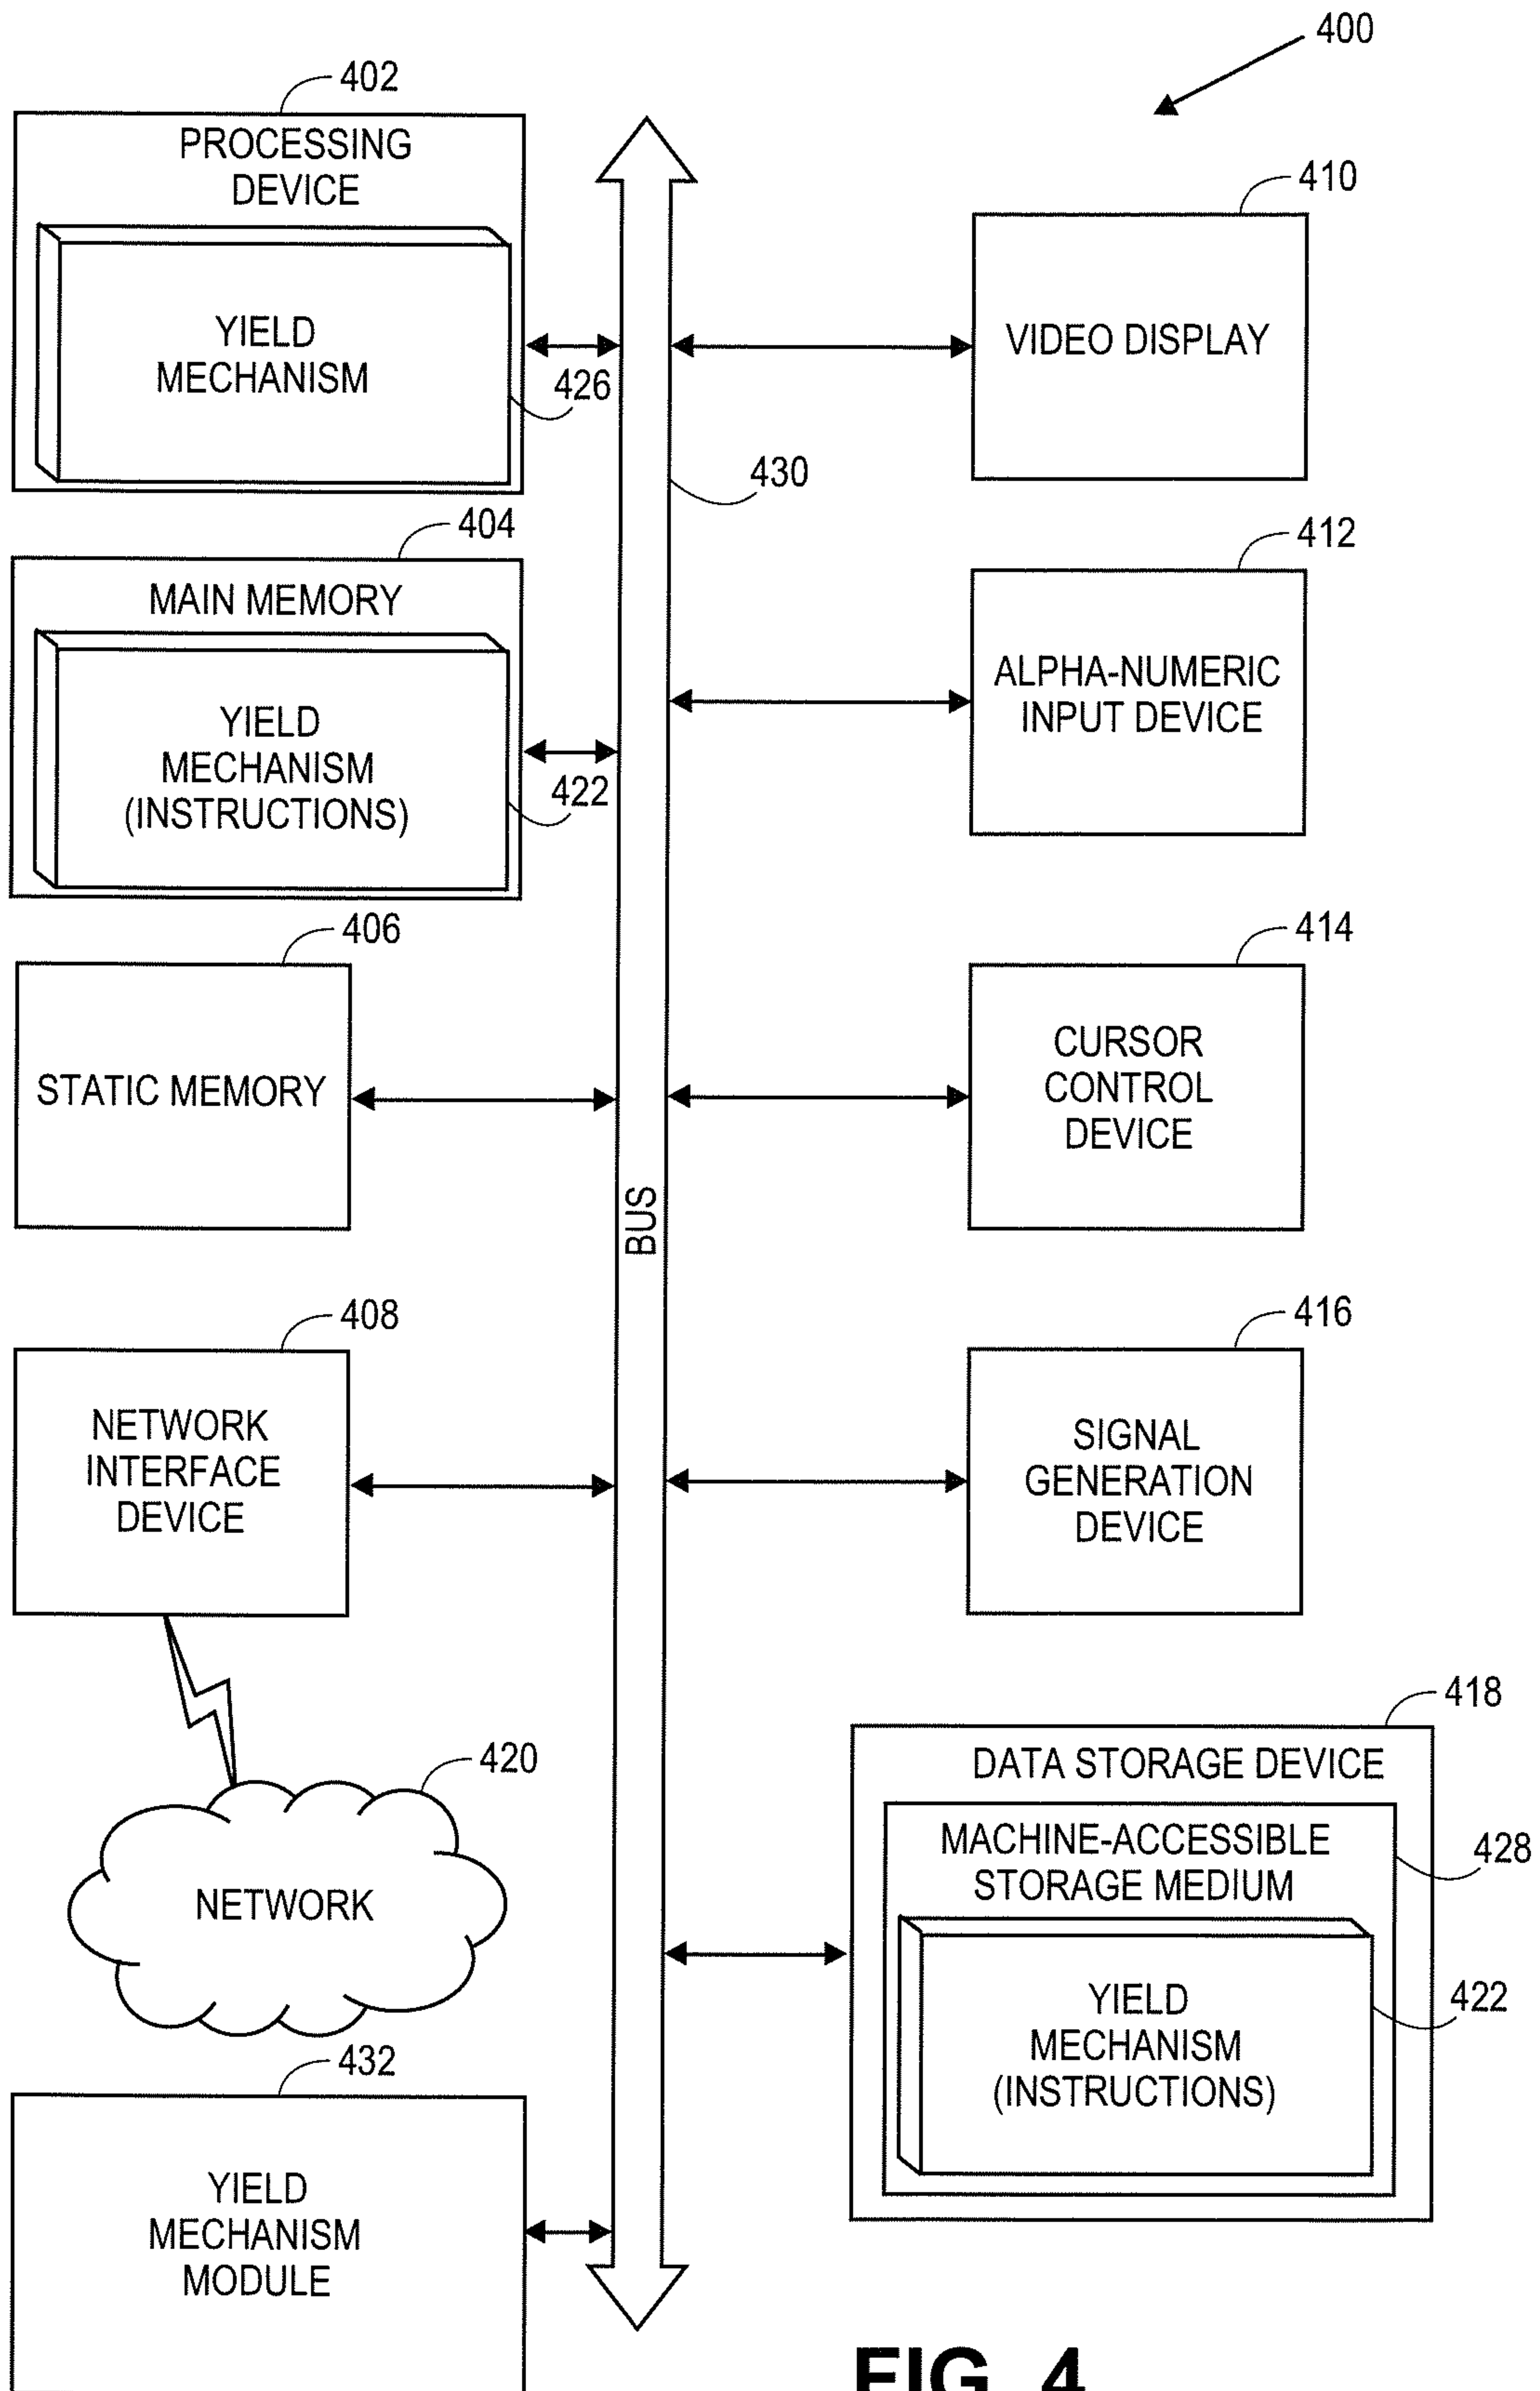 400
402
PROCESSING
DEVICE
YIELD
MECHANISM
426
404
MAIN MEMORY
YIELD
MECHANISM
(INSTRUCTIONS)
422
406
STATIC MEMORY
408
NETWORK
INTERFACE
DEVICE
420
NETWORK
432
YIELD
MECHANISM
MODULE
BUS
430
410
VIDEO DISPLAY
412
ALPHA-NUMERIC
INPUT DEVICE
414
CURSOR
CONTROL
DEVICE
416
SIGNAL
GENERATION
DEVICE
418
DATA STORAGE DEVICE
MACHINE-ACCESSIBLE
STORAGE MEDIUM
428
YIELD
MECHANISM
(INSTRUCTIONS)
422
FIG. 4